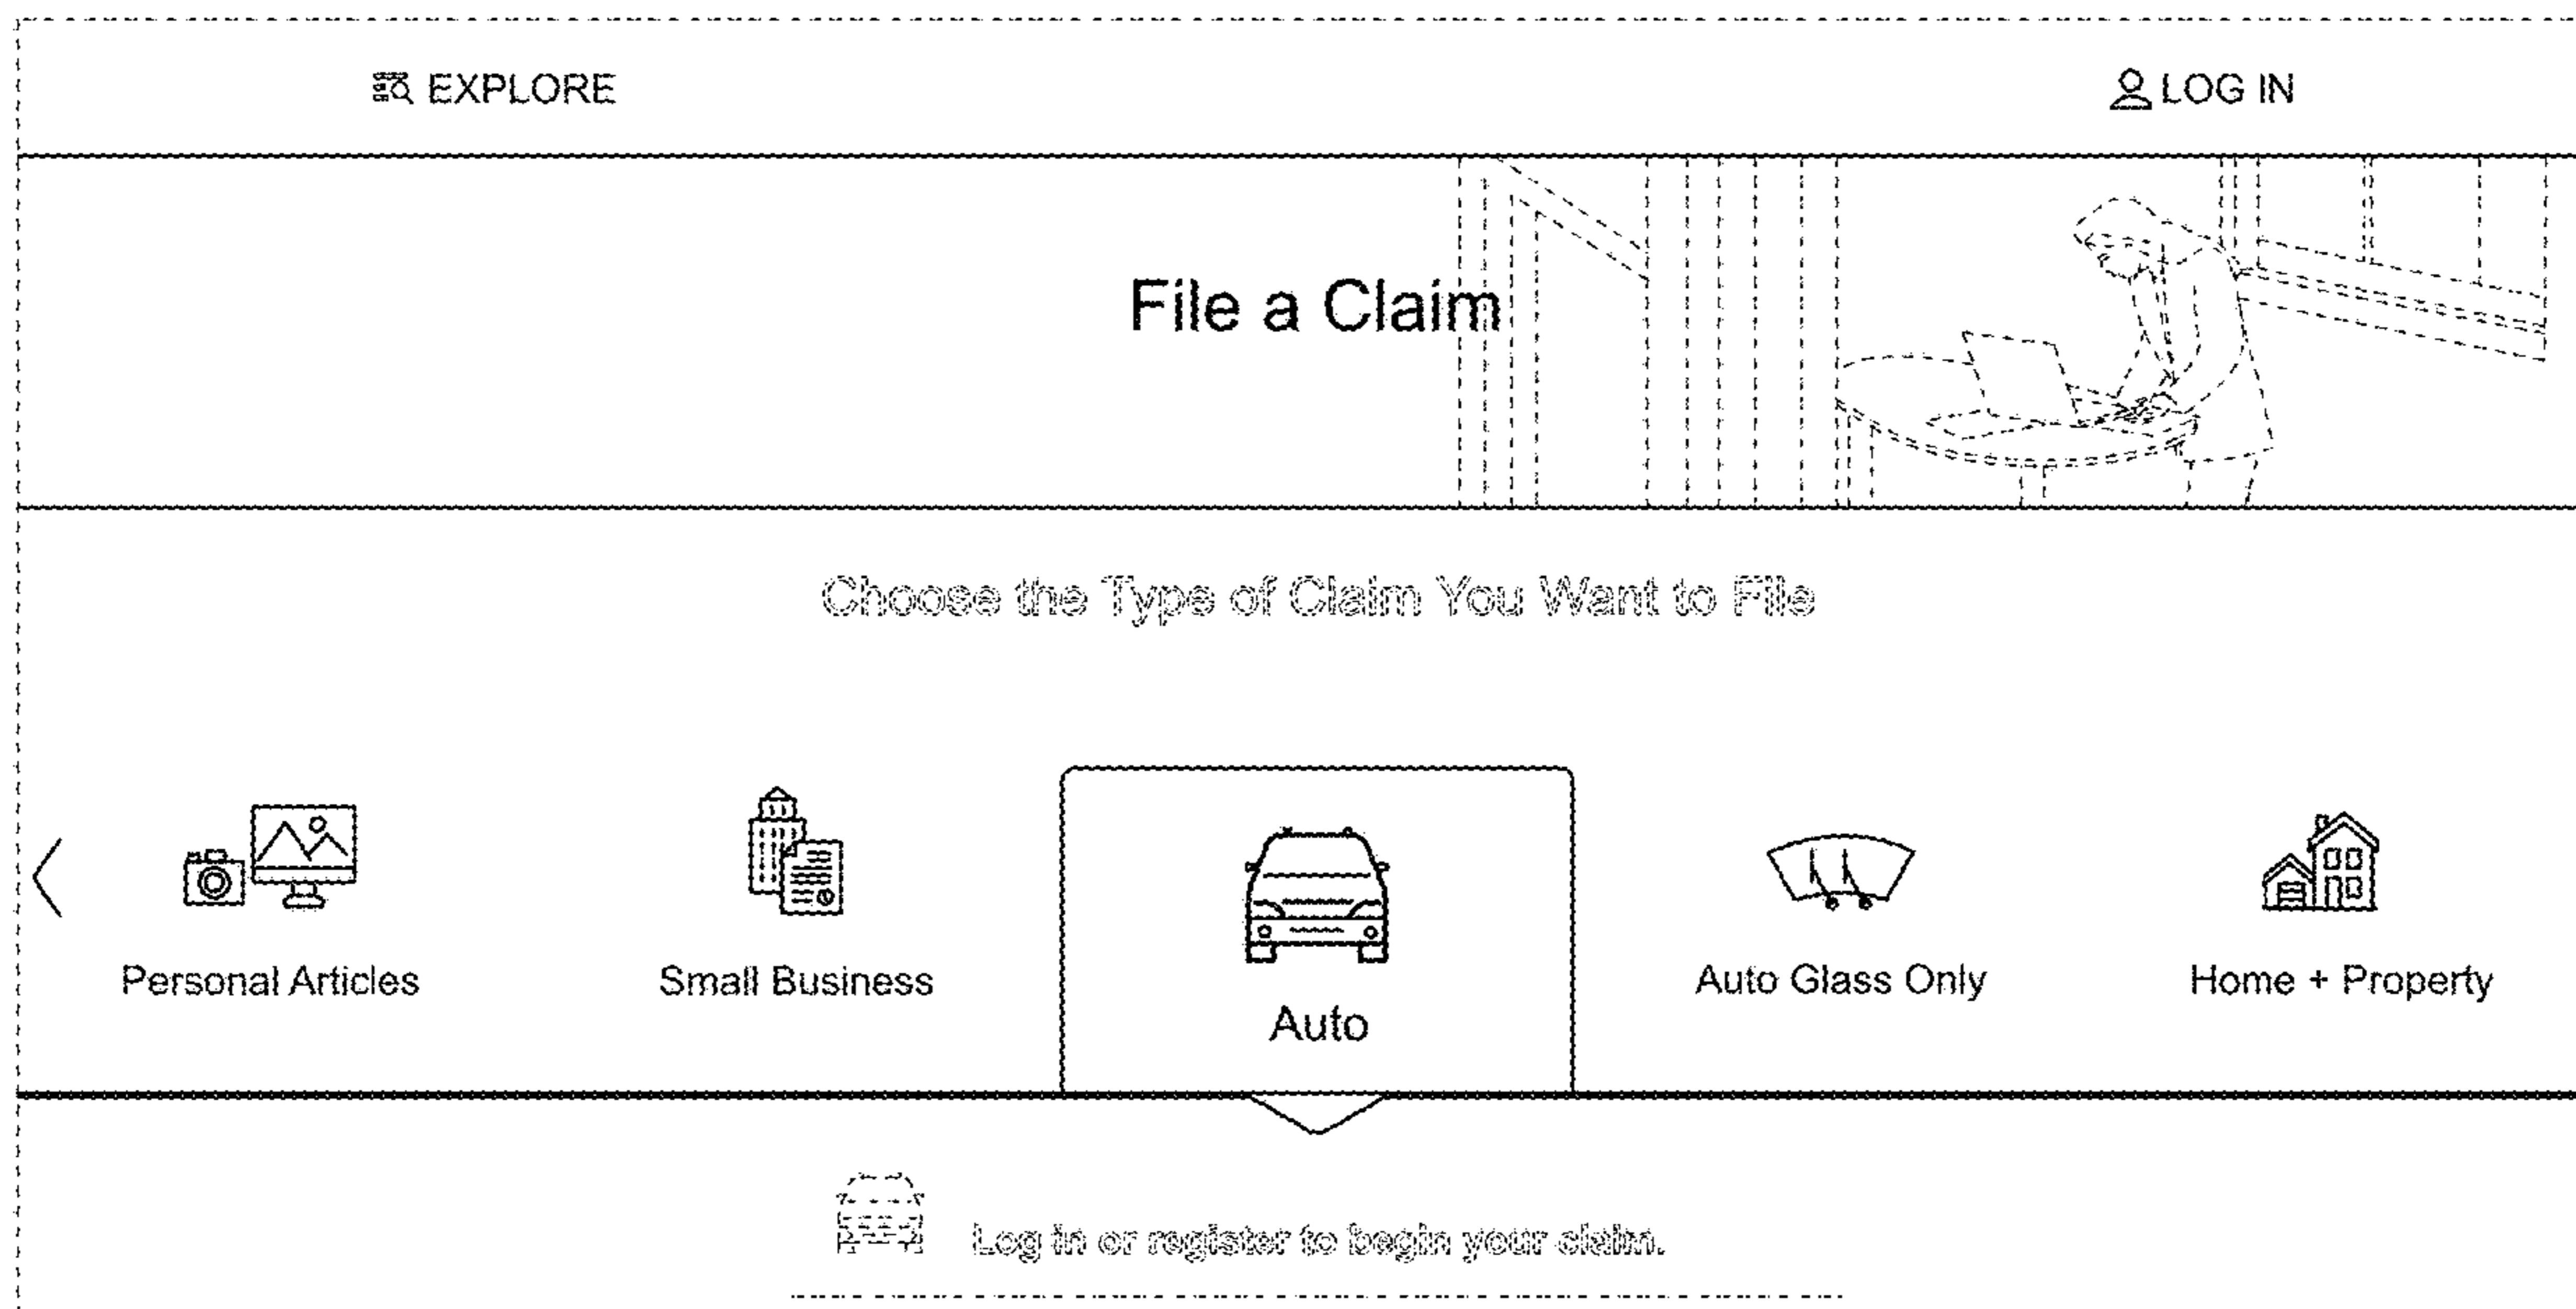 EXPLORE
LOG IN
File a Claim
Choose the Type of Claim You Want to File
Personal Articles
Small Business
Auto
Auto Glass Only
Home + Property
Log in or register to begin your claim.